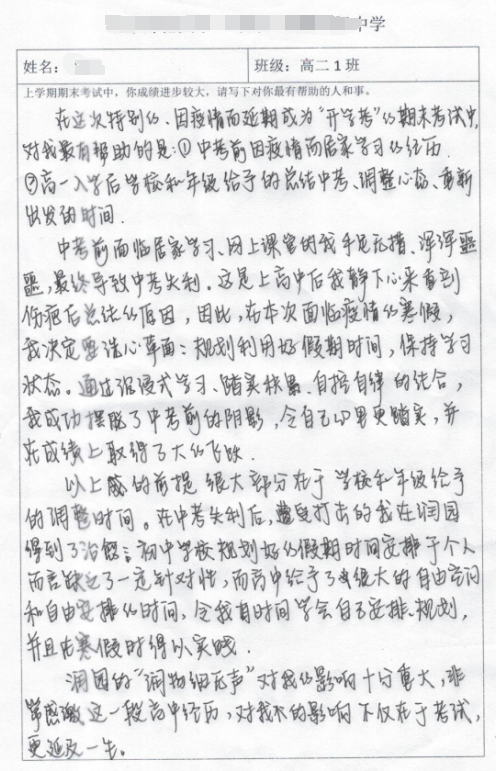 中学
姓名：
班级：高二1班
上学期期末考试中，你成绩进步较大，请写下对你最有帮助的人和事。
在这次特别的、因疫情而延期成为“开学考”的期末考试中，
对我最有帮助的是：①中考前因疫情而居家学习的经历
②高一入学后学校和年级给予的总结中考、调整心态、重新
出发的时间．
中考前面临居家学习、网上课堂的我手足无措、浑浑噩
噩，最终导致中考失利。这是上高中后我静下心来看到
伤疤后总结的原因，因此，在本次面临疫情的寒假，
我决定要洗心革面：规划利用好假期时间，保持学习
状态。通过沉浸式学习、踏实积累、自控自律的结合，
我成功摆脱了中考前的阴影，令自己更踏实，并
在成绩上取得了大的飞跃．
以上的前提很大部分在于学校和年级给予
的调整时间。在中考失利后，遭受打击的我在润园
得到了治愈：初中学校规划好的假期时间安排于个人
而言缺乏了一定针对性，而高中给予了很大的自由空间
和自由安排的时间，令我有时间学会自己安排、规划，
并且在寒假时得以实践．
润园的“润物细无声”对我的影响十分重大，非
常感激这一段高中经历，对我的影响不仅在于考试，
更延及一生。